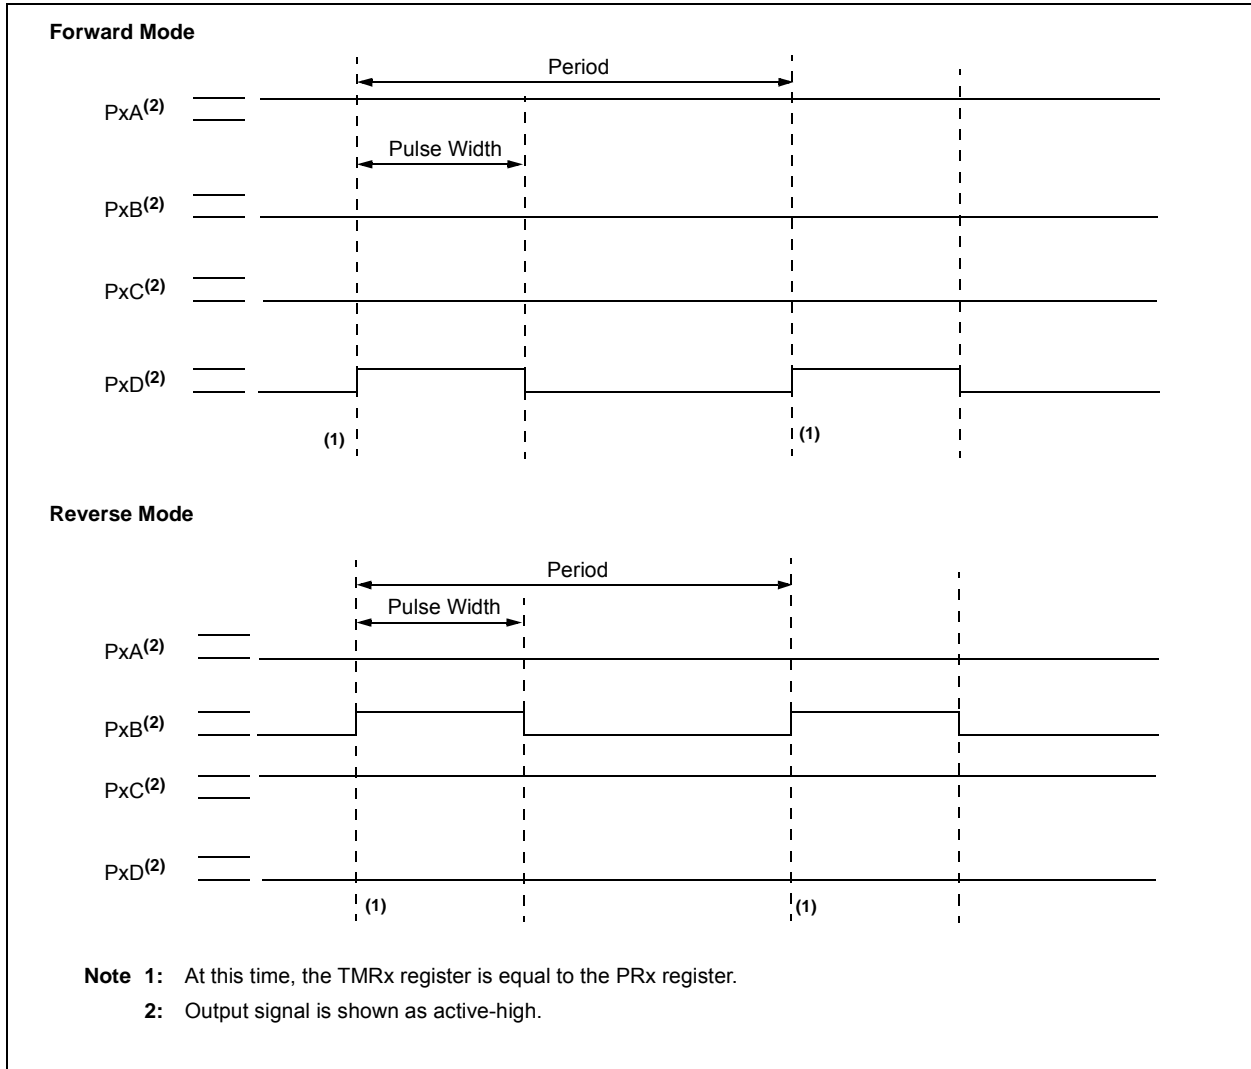 Forward Mode
Period
PxA(2)
Pulse Width
PxB(2)
PxC(2)
PxD(2)
(1) (1)
Reverse Mode
Period
Pulse Width
PxA(2)
PxB(2)
PxC(2)
PxD(2)
(1) (1)
Note 1: At this time, the TMRx register is equal to the PRx register.
2: Output signal is shown as active-high.